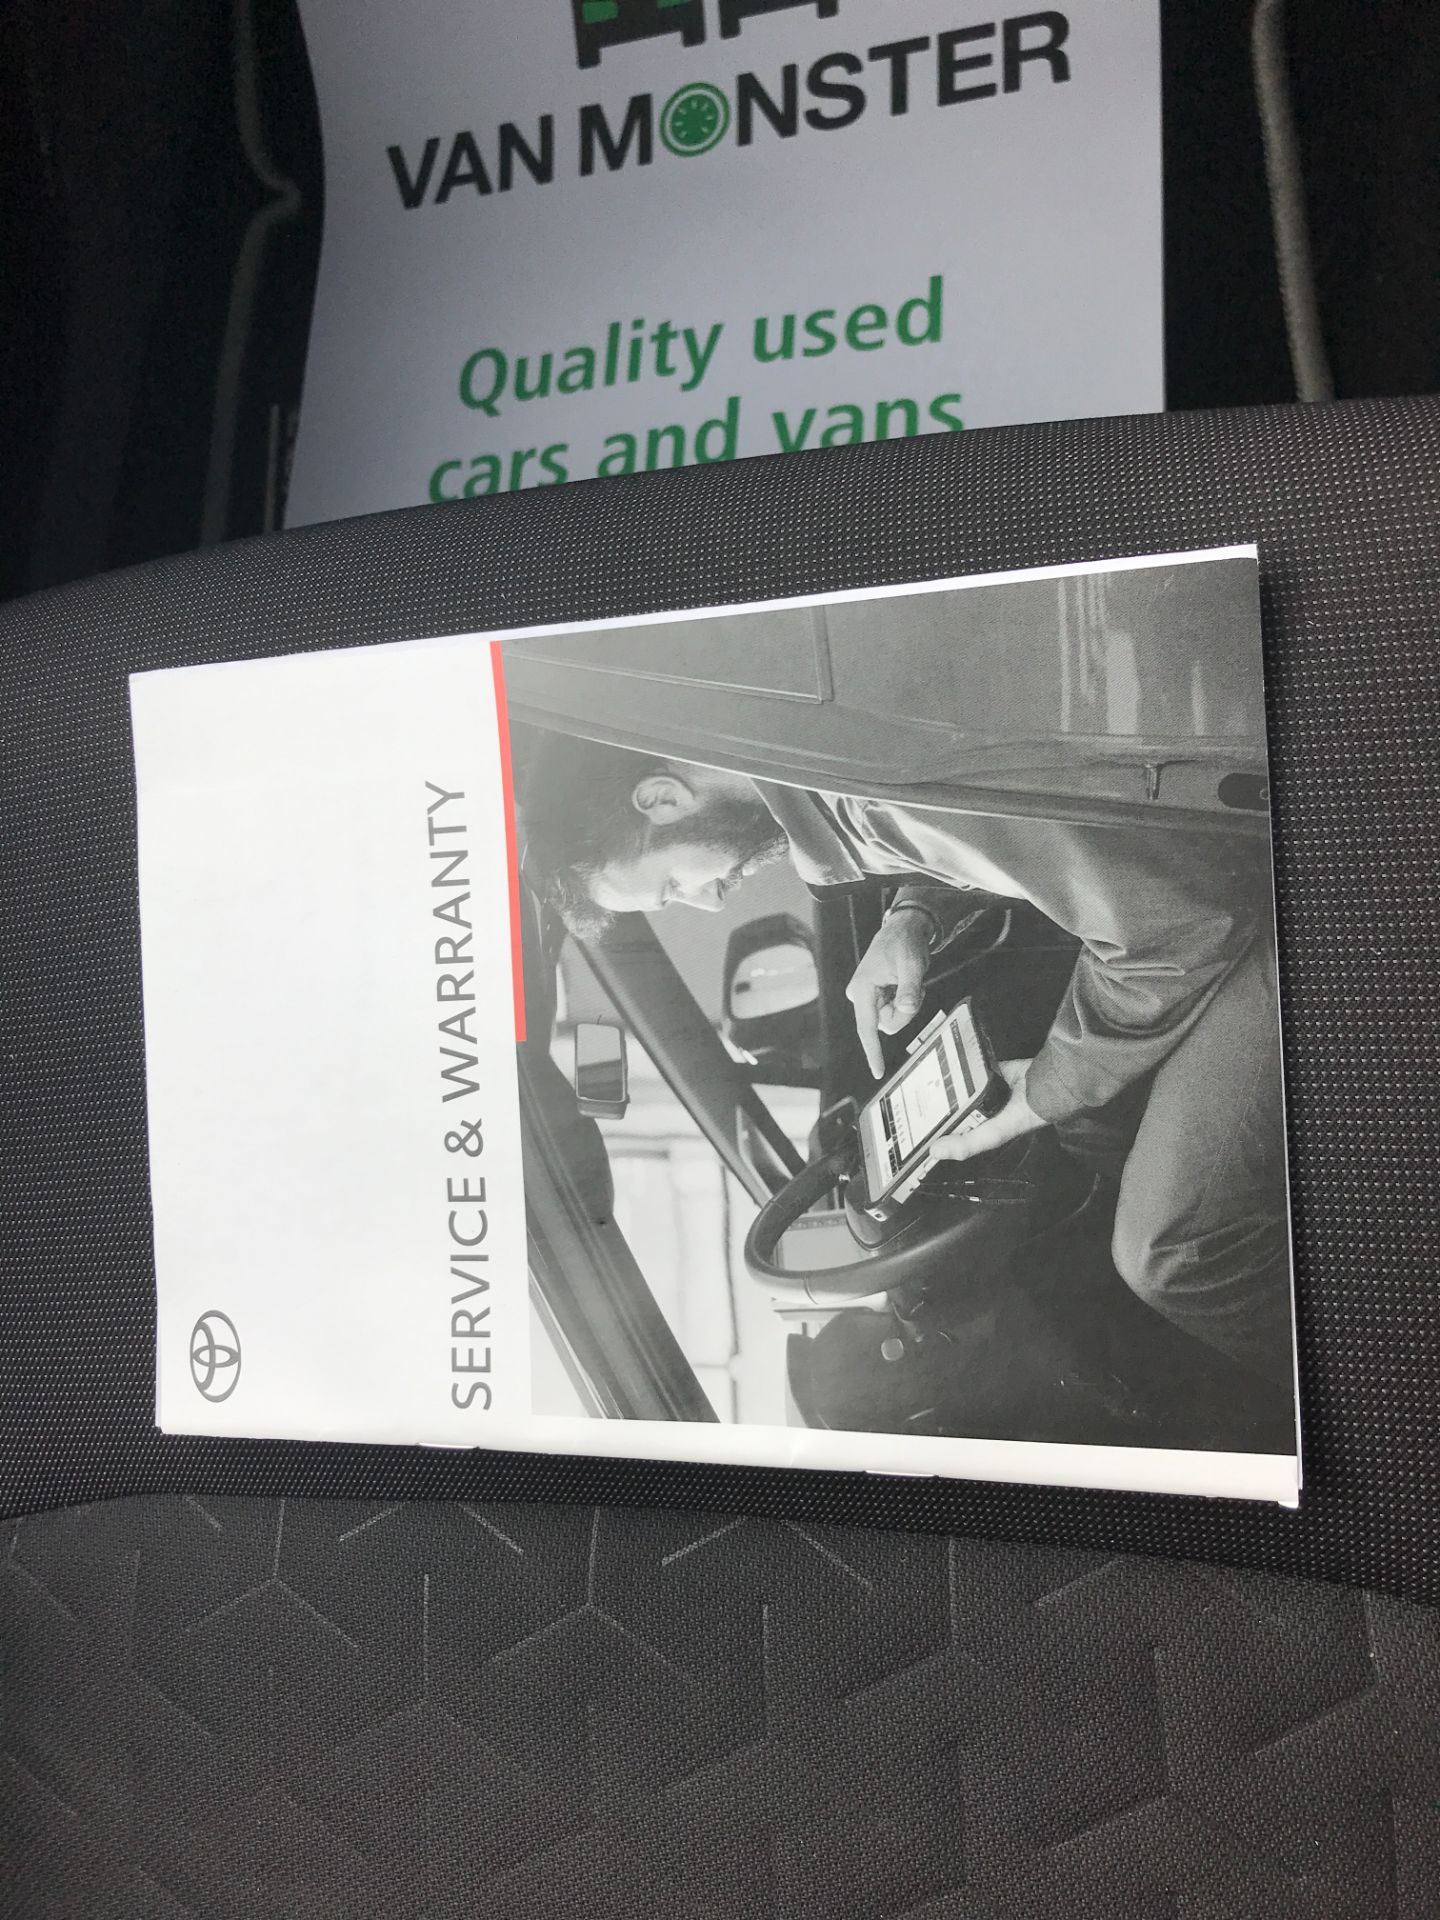 VAN MONSTER
Quality used
cars and vans
SERVICE & WARRANTY